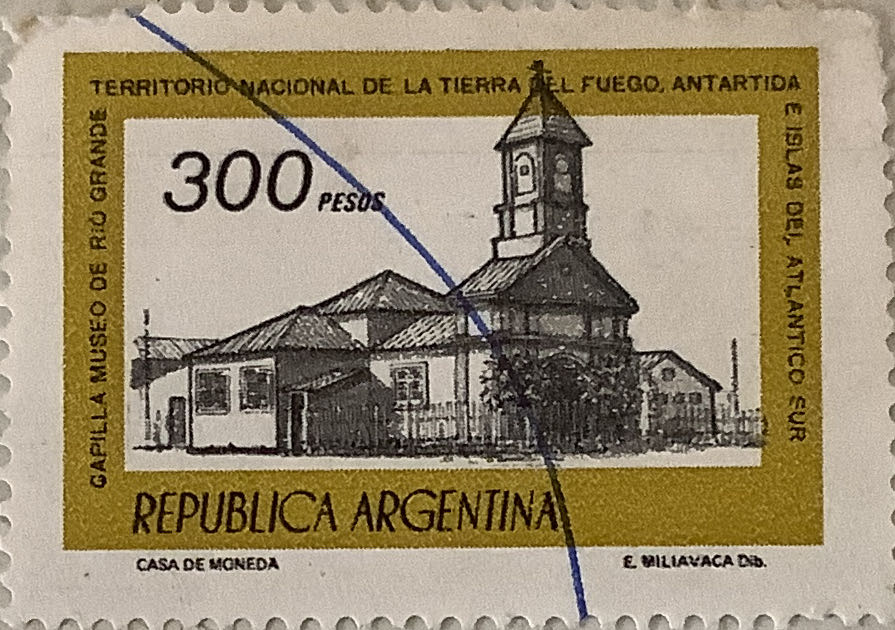 TERRITORIO NACIONAL DE LA TIERRA DEL FUEGO, ANTARTIDA
E ISLAS DEL ATLANTICO SUR
CAPILLA MUSEO DE RIO GRANDE
300 PESOS
REPUBLICA ARGENTINA
CASA DE MONEDA
E. MILIAVACA Dib.